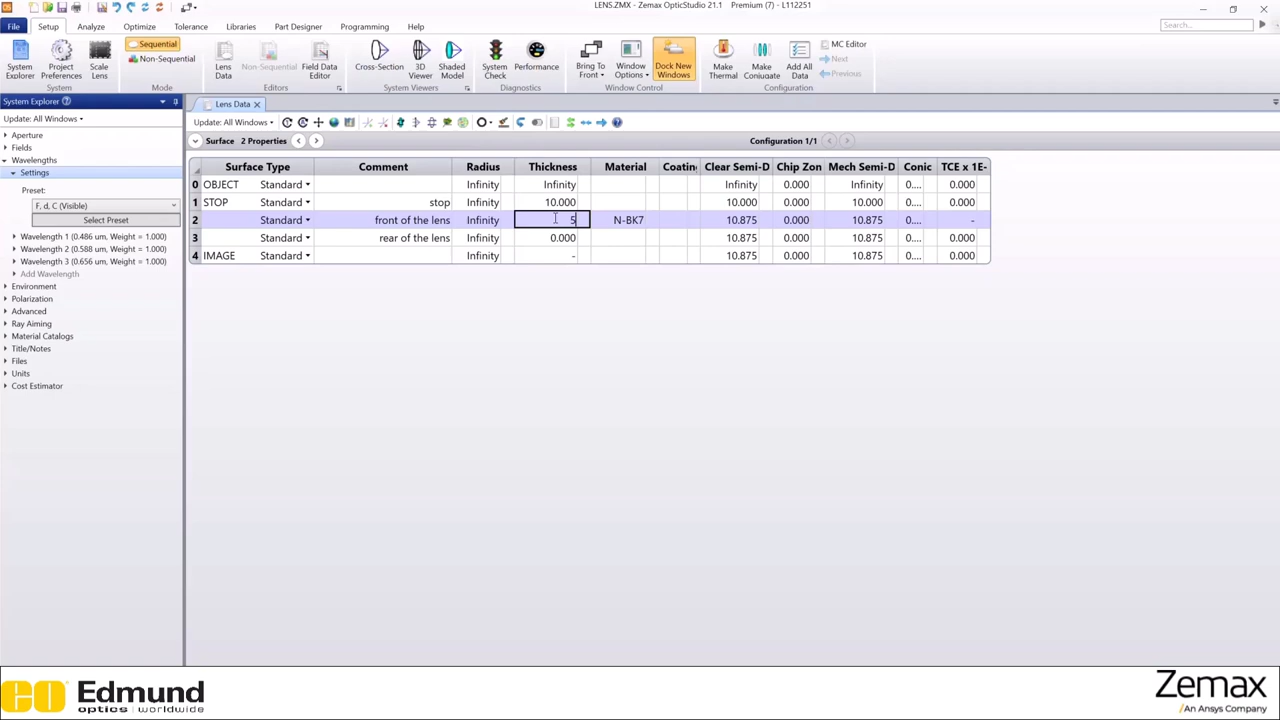 LENS.ZMX - Zemax OpticStudio 21.1 Premium (7) - L112251
File Setup Analyze Optimize Tolerance Libraries Part Designer Programming Help
Search...
System Explorer
Project Preferences
Scale Lens
System
Sequential
Non-Sequential
Mode
Lens Data
Non-Sequential
Field Data Editor
Editors
Cross-Section
3D Viewer
Shaded Model
System Viewers
System Check
Performance
Diagnostics
Bring To Front
Window Options
Dock New Windows
Window Control
Make Thermal
Make Conjugate
Add All Data
MC Editor
Next
Previous
Configuration
System Explorer
Update: All Windows
Aperture
Fields
Wavelengths
Settings
Preset:
F, d, C (Visible)
Select Preset
Wavelength 1 (0.486 um, Weight = 1.000)
Wavelength 2 (0.588 um, Weight = 1.000)
Wavelength 3 (0.656 um, Weight = 1.000)
Add Wavelength
Environment
Polarization
Advanced
Ray Aiming
Material Catalogs
Title/Notes
Files
Units
Cost Estimator
Lens Data
Update: All Windows
Surface 2 Properties Configuration 1/1
Surface Type Comment Radius Thickness Material Coatin Clear Semi-D Chip Zon Mech Semi-D Conic TCE x 1E-
0 OBJECT Standard Infinity Infinity Infinity 0.000 Infinity 0.... 0.000
1 STOP Standard stop Infinity 10.000 10.000 0.000 10.000 0.... 0.000
2 Standard front of the lens Infinity 5 N-BK7 10.875 0.000 10.875 0.... -
3 Standard rear of the lens Infinity 0.000 10.875 0.000 10.875 0.... 0.000
4 IMAGE Standard Infinity - 10.875 0.000 10.875 0.... 0.000
EO Edmund
optics | worldwide
Zemax
An Ansys Company